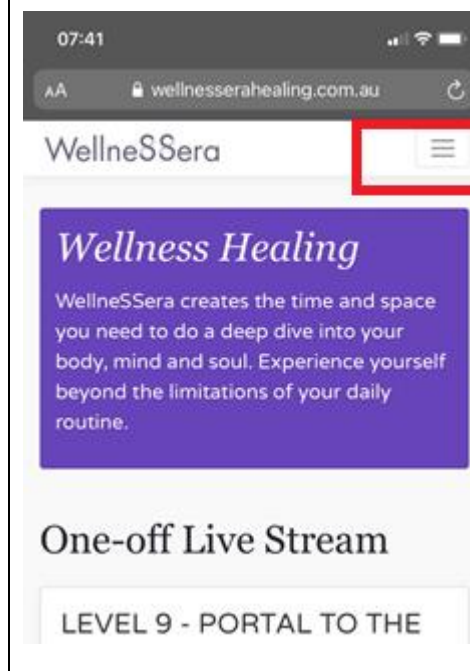 07:41
AA wellnesserahealing.com.au
WellneSSera
Wellness Healing
WellneSSera creates the time and space
you need to do a deep dive into your
body, mind and soul. Experience yourself
beyond the limitations of your daily
routine.
One-off Live Stream
LEVEL 9 - PORTAL TO THE